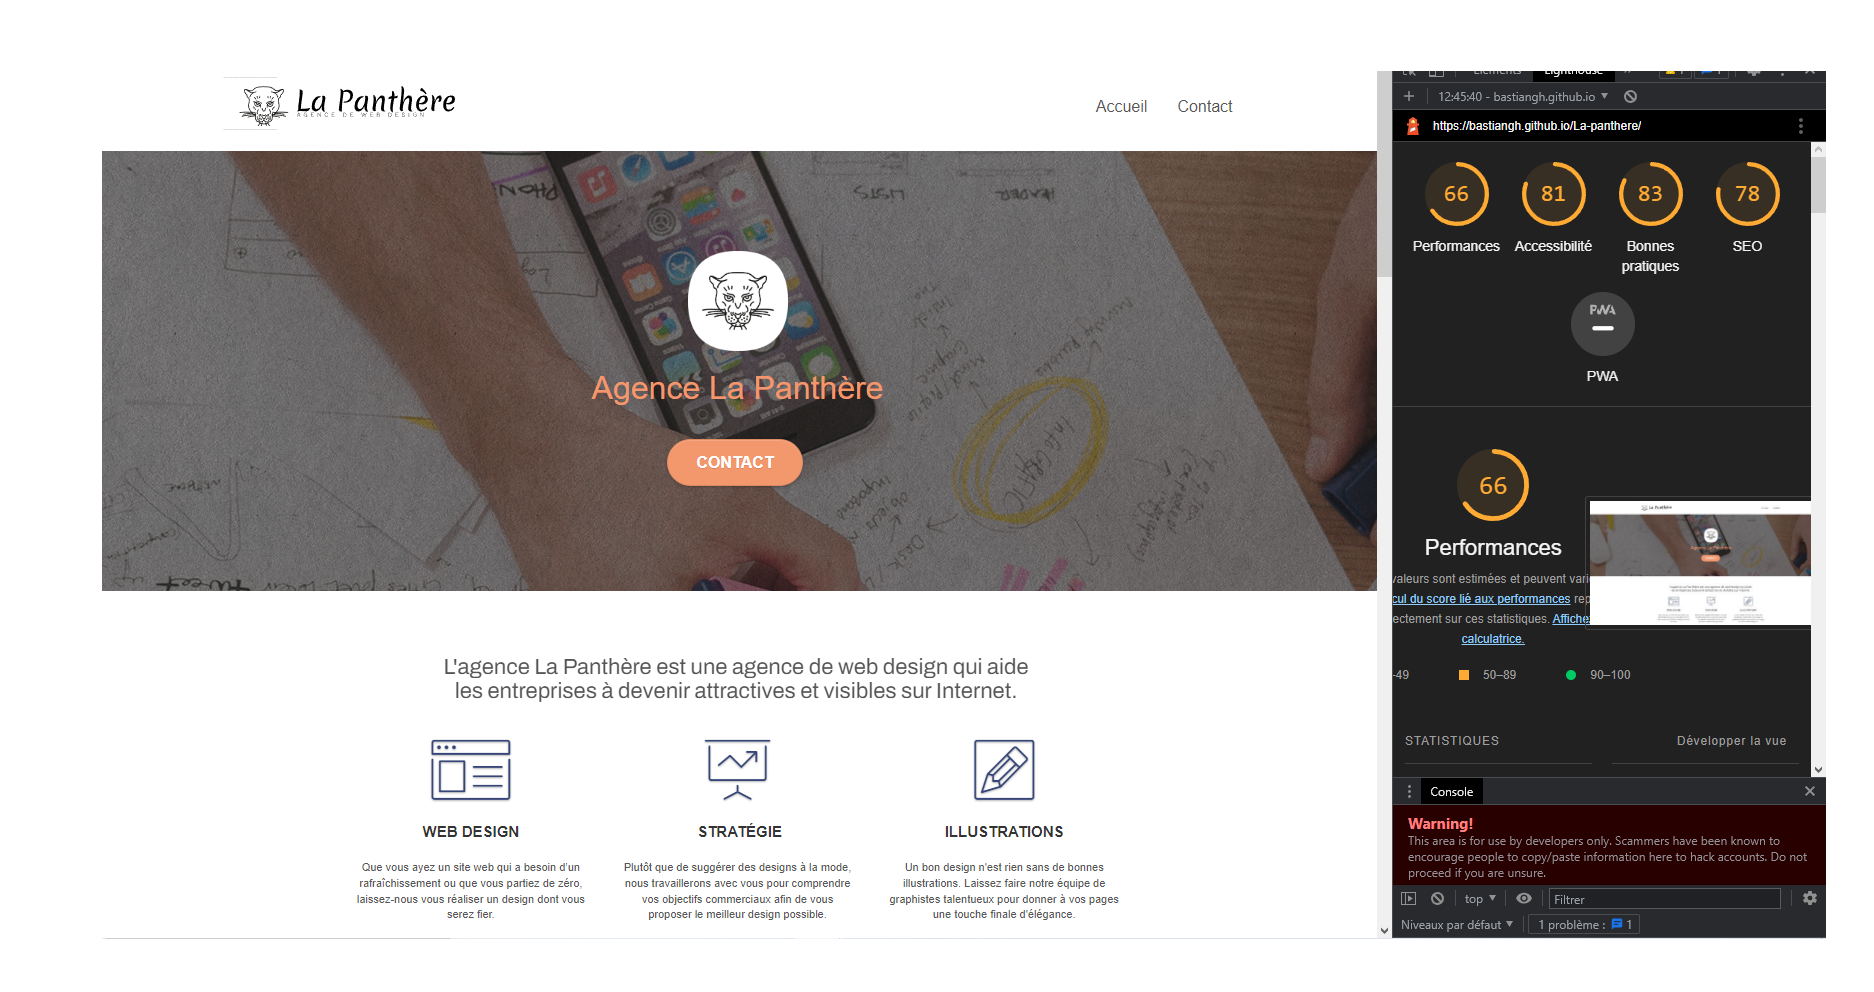 La Panthère
AGENCE DE WEB DESIGN
Accueil
Contact
LISTS
HEADER
Agence La Panthère
CONTACT
L'agence La Panthère est une agence de web design qui aide
les entreprises à devenir attractives et visibles sur Internet.
WEB DESIGN
Que vous ayez un site web qui a besoin d'un
rafraîchissement ou que vous partiez de zéro,
laissez-nous vous réaliser un design dont vous
serez fier.
STRATÉGIE
Plutôt que de suggérer des designs à la mode,
nous travaillerons avec vous pour comprendre
vos objectifs commerciaux afin de vous
proposer le meilleur design possible.
ILLUSTRATIONS
Un bon design n'est rien sans de bonnes
illustrations. Laissez faire notre équipe de
graphistes talentueux pour donner à vos pages
une touche finale d'élégance.
Elements
Lighthouse
12:45:40 - bastiangh.github.io
https://bastiangh.github.io/La-panthere/
66
Performances
81
Accessibilité
83
Bonnes
pratiques
78
SEO
PWA
PWA
66
Performances
valeurs sont estimées et peuvent vari
cul du score lié aux performances rep
ectement sur ces statistiques. Affiche
calculatrice.
-49
50–89
90–100
La Panthère
STATISTIQUES
Développer la vue
Console
Warning!
This area is for use by developers only. Scammers have been known to
encourage people to copy/paste information here to hack accounts. Do not
proceed if you are unsure.
top
Filtrer
Niveaux par défaut
1 problème : 1